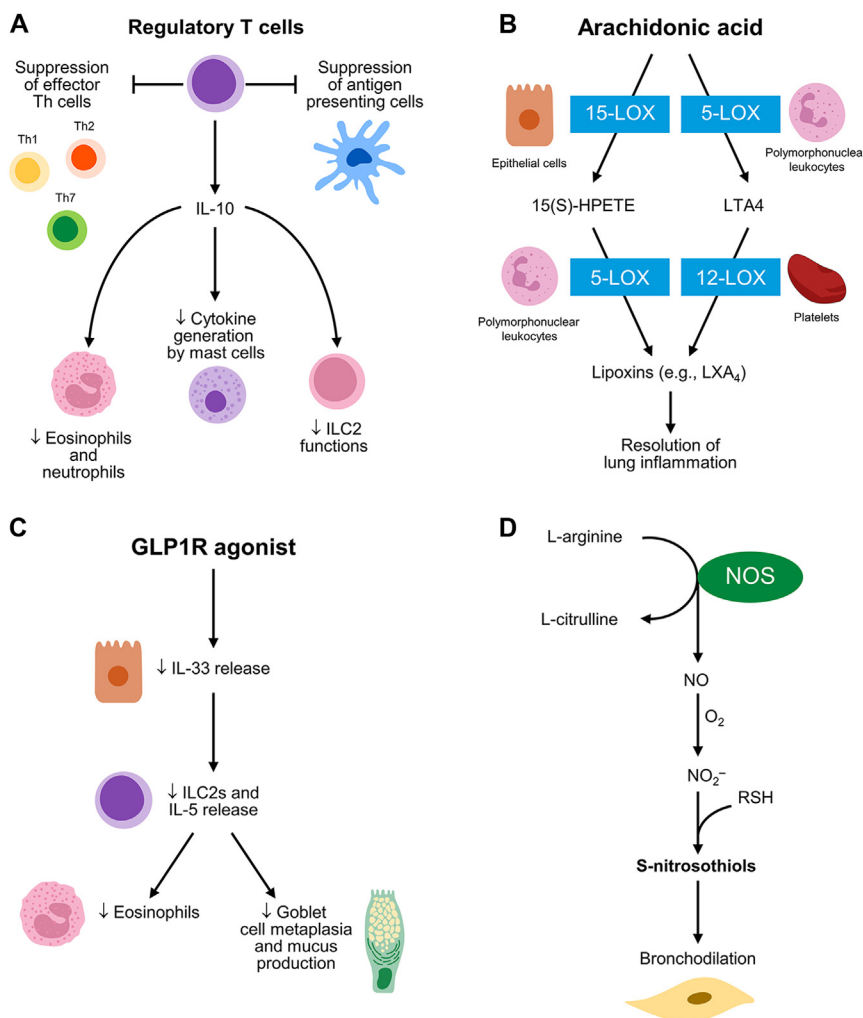 A
Regulatory T cells
Suppression
of effector
Th cells
Suppression
of antigen
presenting cells
Th1
Th2
Th7
IL-10
↓ Cytokine
generation
by mast cells
↓ Eosinophils
and
neutrophils
↓ ILC2
functions
B
Arachidonic acid
15-LOX
5-LOX
Epithelial cells
Polymorphonuclea
leukocytes
15(S)-HPETE
LTA4
5-LOX
12-LOX
Polymorphonuclear
leukocytes
Platelets
Lipoxins (e.g., LXA₄)
Resolution of
lung inflammation
C
GLP1R agonist
↓ IL-33 release
↓ ILC2s and
IL-5 release
↓ Eosinophils
↓ Goblet
cell metaplasia
and mucus
production
D
L-arginine
NOS
L-citrulline
NO
O₂
NO₂⁻
RSH
S-nitrosothiols
Bronchodilation